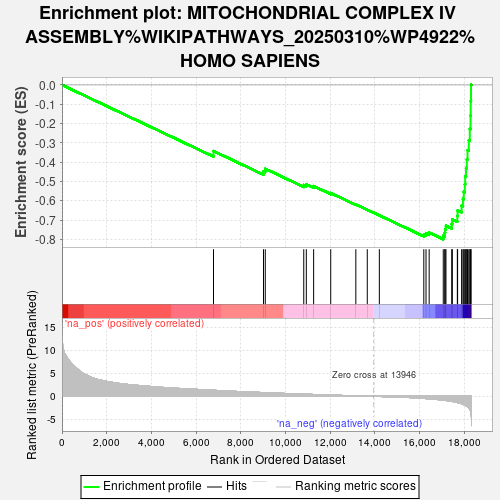 Enrichment plot: MITOCHONDRIAL COMPLEX IV
ASSEMBLY%WIKIPATHWAYS_20250310%WP4922%
HOMO SAPIENS
Enrichment score (ES)
0.0
-0.1
-0.2
-0.3
-0.4
-0.5
-0.6
-0.7
-0.8
'na_pos' (positively correlated)
Ranked list metric (PreRanked)
15
10
5
0
-5
Zero cross at 13946
'na_neg' (negatively correlated)
0
2,000
4,000
6,000
8,000
10,000
12,000
14,000
16,000
18,000
Rank in Ordered Dataset
Enrichment profile
Hits
Ranking metric scores